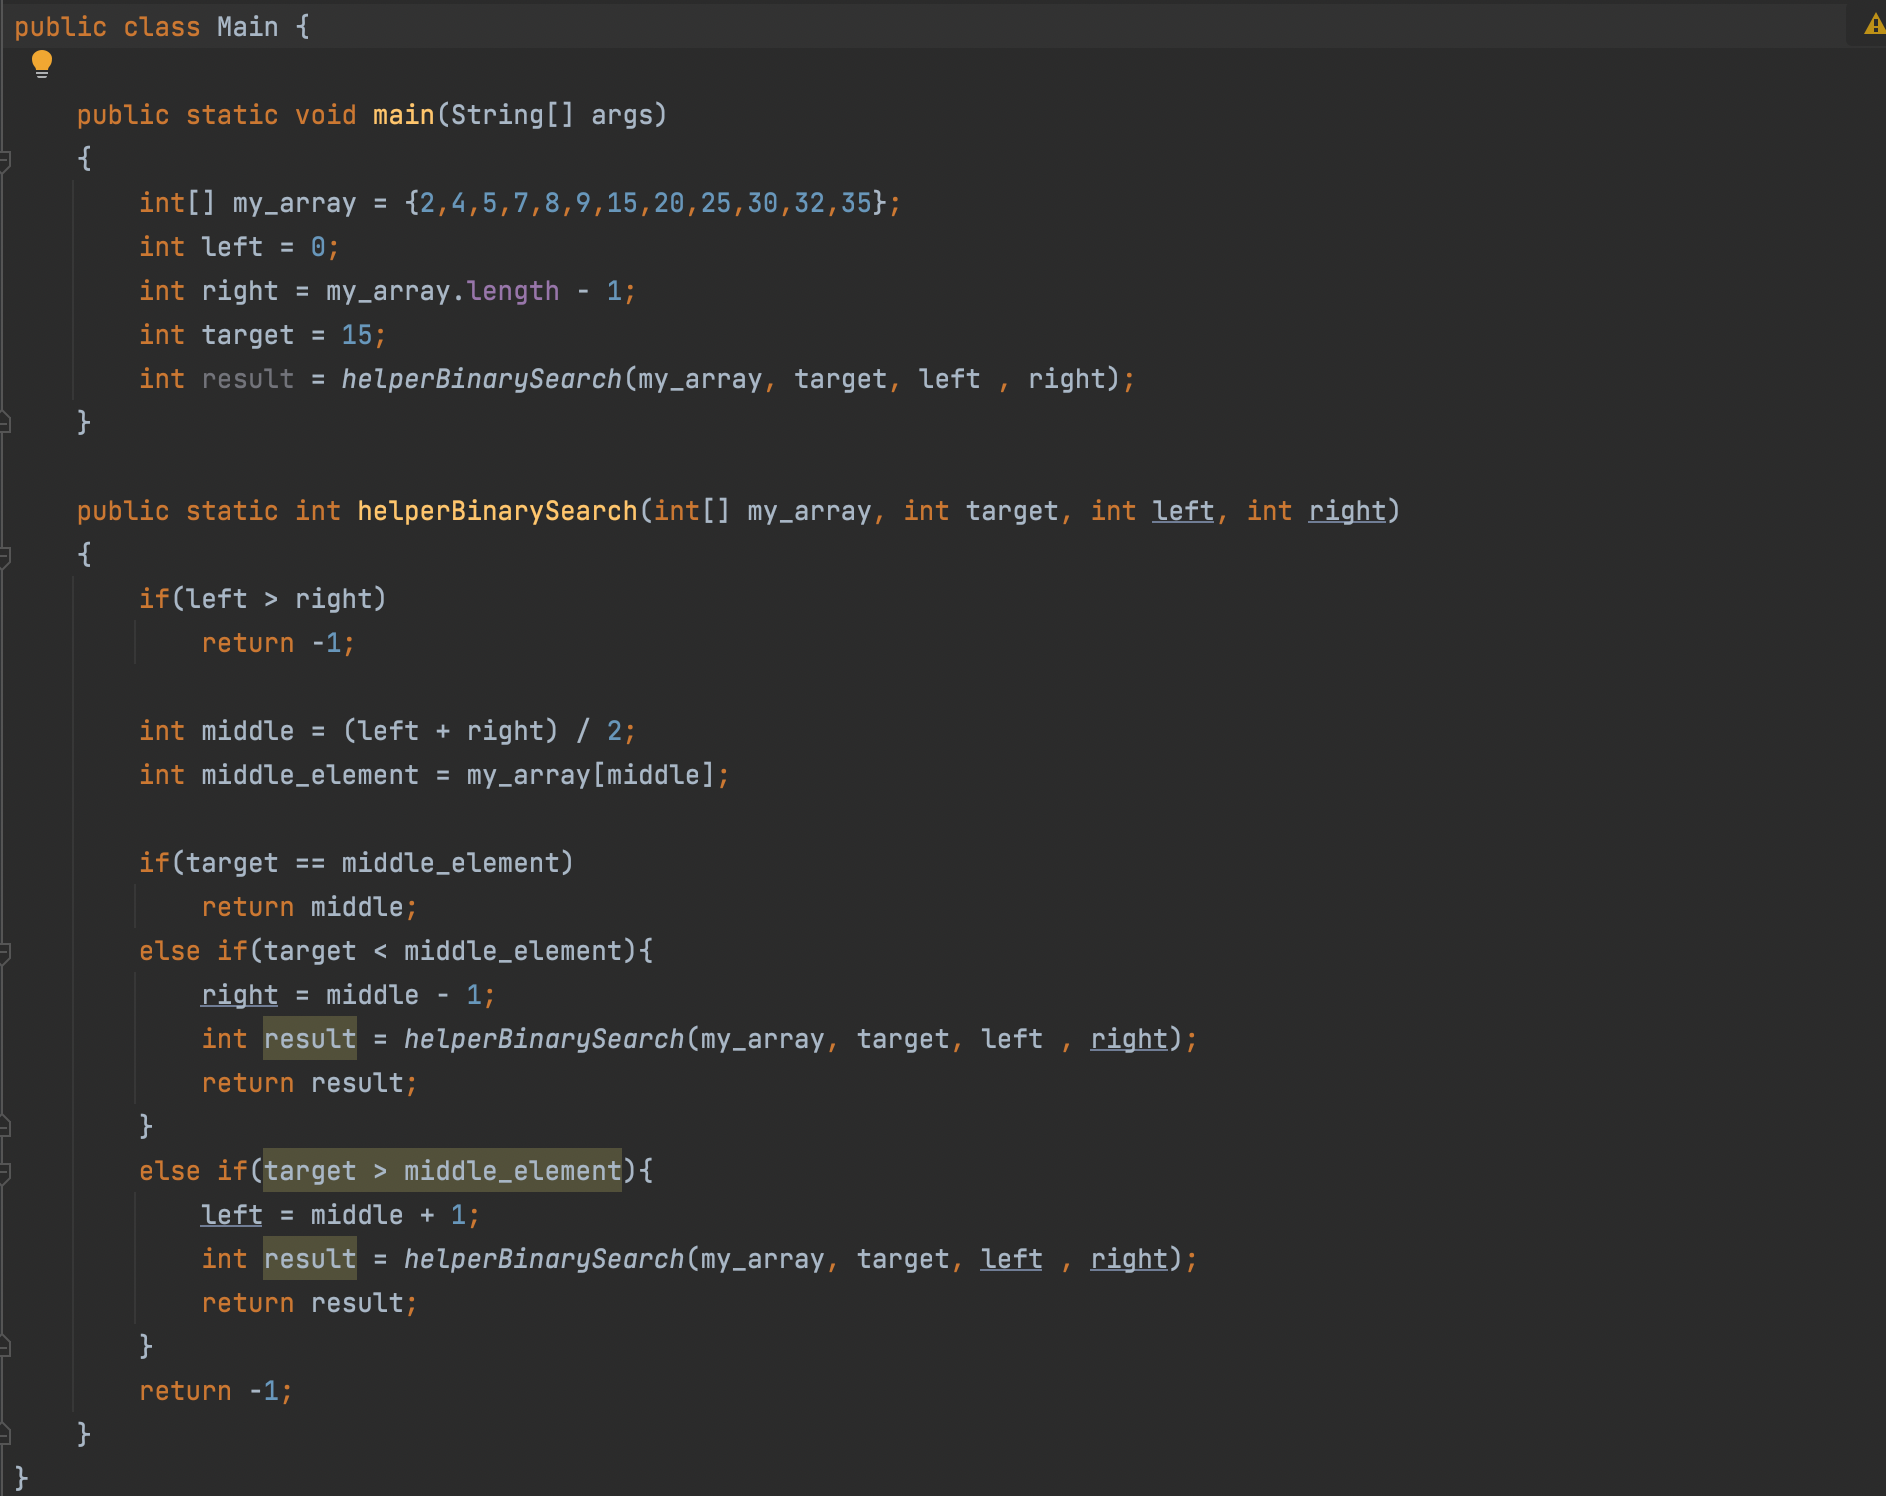 public class Main {
public static void main(String[] args)
{
int[] my_array = {2,4,5,7,8,9,15,20,25,30,32,35};
int left = 0;
int right = my_array.length - 1;
int target = 15;
int result = helperBinarySearch(my_array, target, left , right);
}
public static int helperBinarySearch(int[] my_array, int target, int left, int right)
{
if(left > right)
return -1;
int middle = (left + right) / 2;
int middle_element = my_array[middle];
if(target == middle_element)
return middle;
else if(target < middle_element){
right = middle - 1;
int result = helperBinarySearch(my_array, target, left , right);
return result;
}
else if(target > middle_element){
left = middle + 1;
int result = helperBinarySearch(my_array, target, left , right);
return result;
}
return -1;
}
}